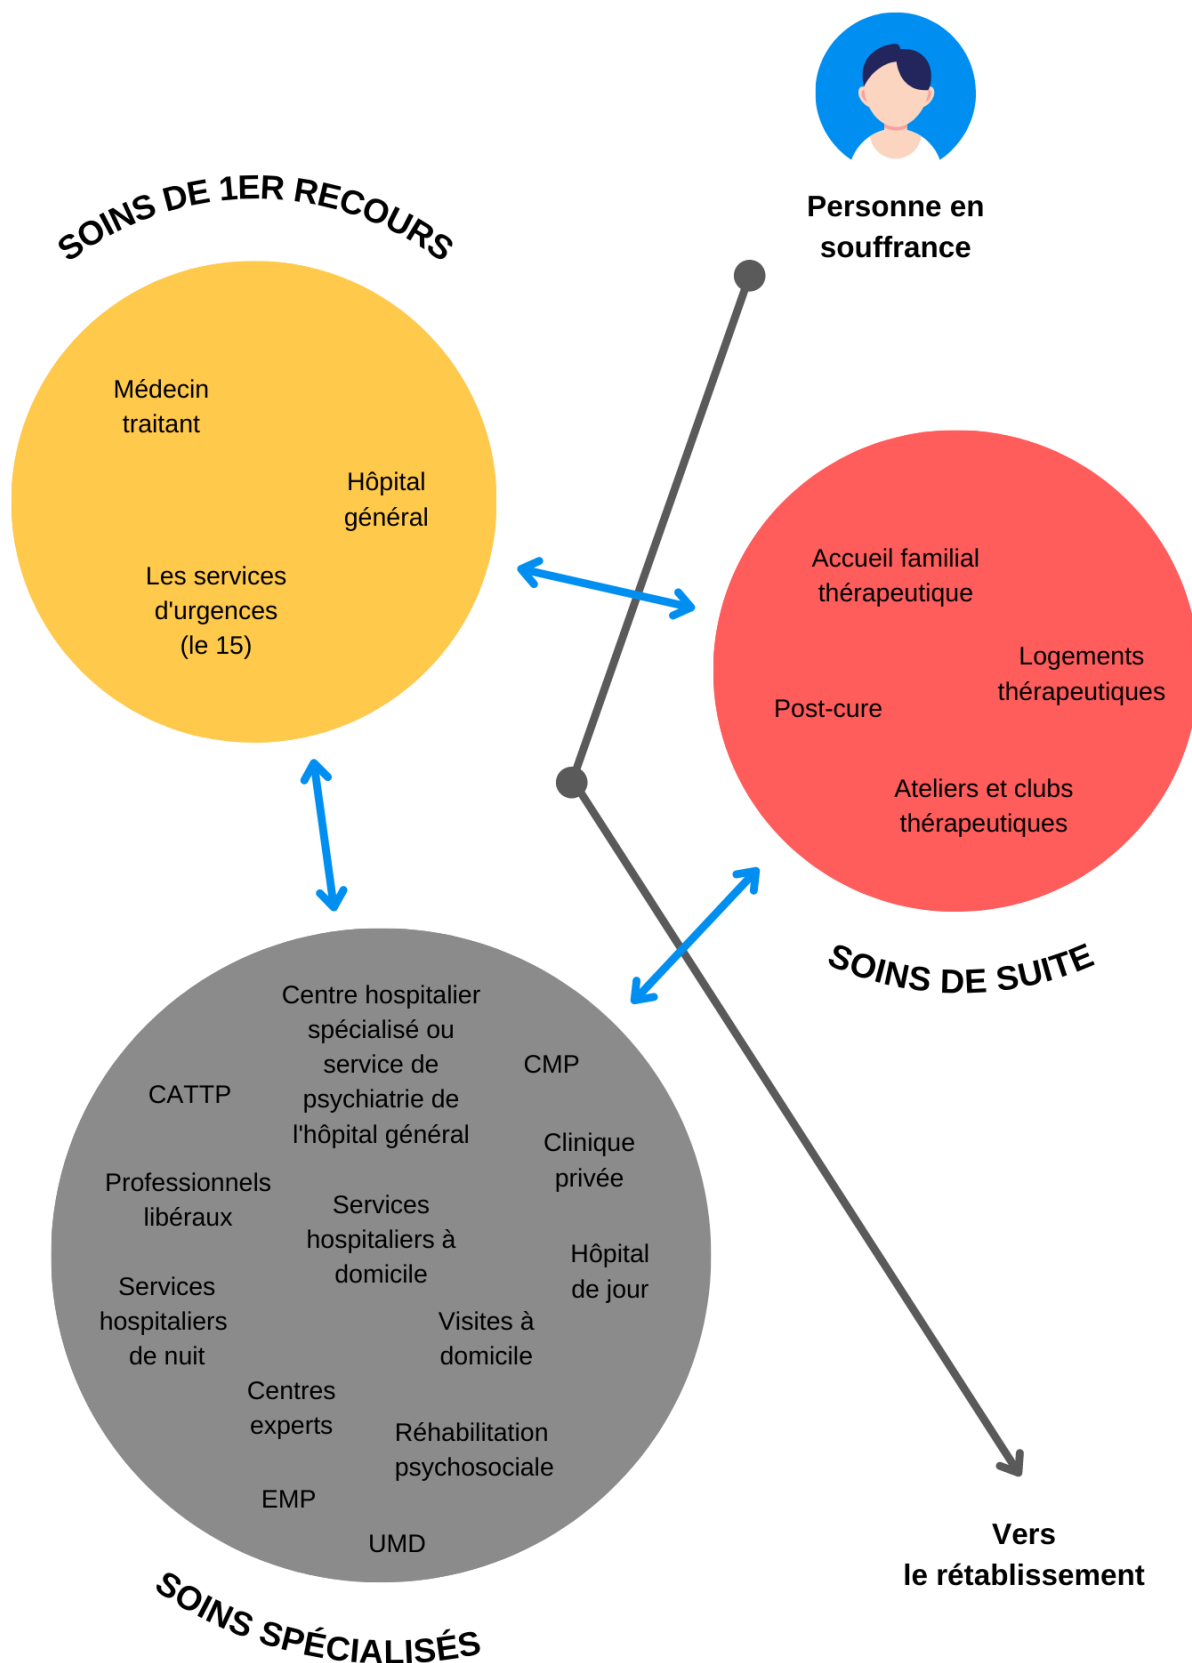 Personne en
souffrance
SOINS DE 1ER RECOURS
Médecin
traitant
Hôpital
général
Les services
d'urgences
(le 15)
Accueil familial
thérapeutique
Logements
thérapeutiques
Post-cure
Ateliers et clubs
thérapeutiques
SOINS DE SUITE
Centre hospitalier
spécialisé ou
service de
psychiatrie de
l'hôpital général
CMP
CATTP
Clinique
privée
Professionnels
libéraux
Services
hospitaliers à
domicile
Hôpital
de jour
Services
hospitaliers
de nuit
Visites à
domicile
Centres
experts
Réhabilitation
psychosociale
EMP
UMD
SOINS SPÉCIALISÉS
Vers
le rétablissement